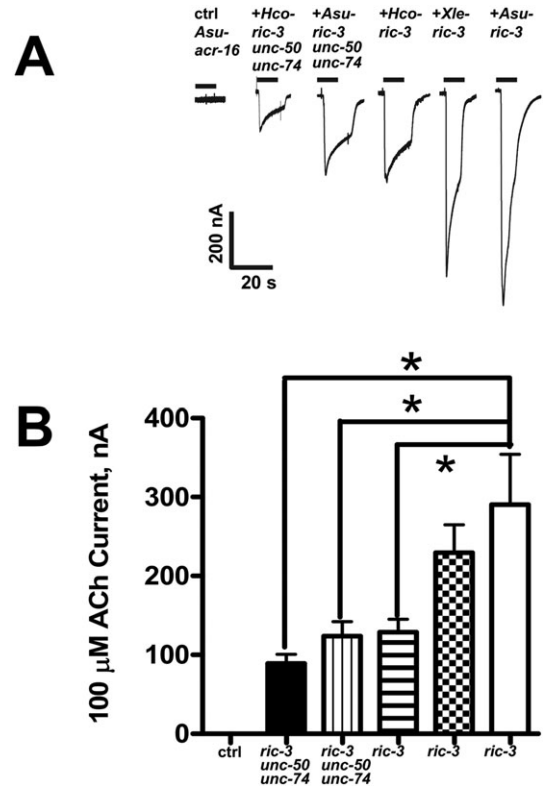 A
ctrl +Hco- +Asu- +Hco- +Xle- +Asu-
Asu- ric-3 ric-3 ric-3 ric-3 ric-3
acr-16 unc-50 unc-50
unc-74 unc-74
200 nA
20 s
B
*
*
*
100 µM ACh Current, nA
400
300
200
100
0
ctrl ric-3 ric-3 ric-3 ric-3 ric-3
unc-50 unc-50
unc-74 unc-74